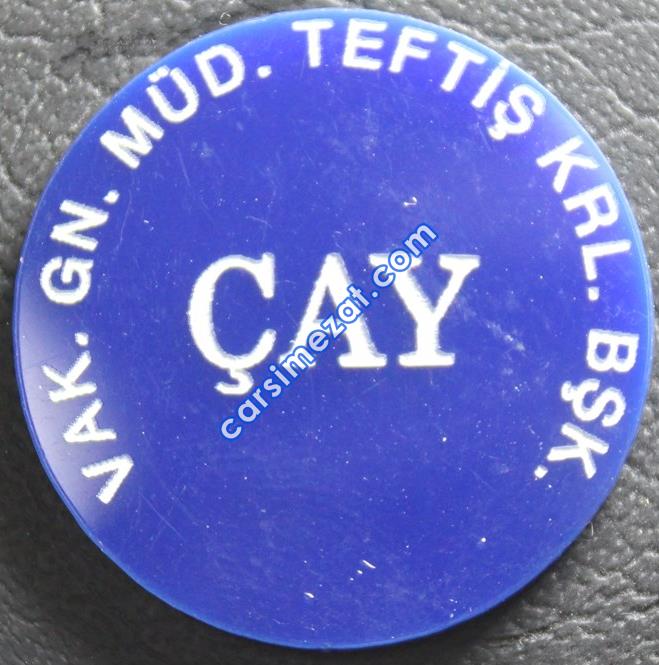 VAK. GN. MÜD. TEFTİŞ KRL. BŞK.
ÇAY
carsimezat.com